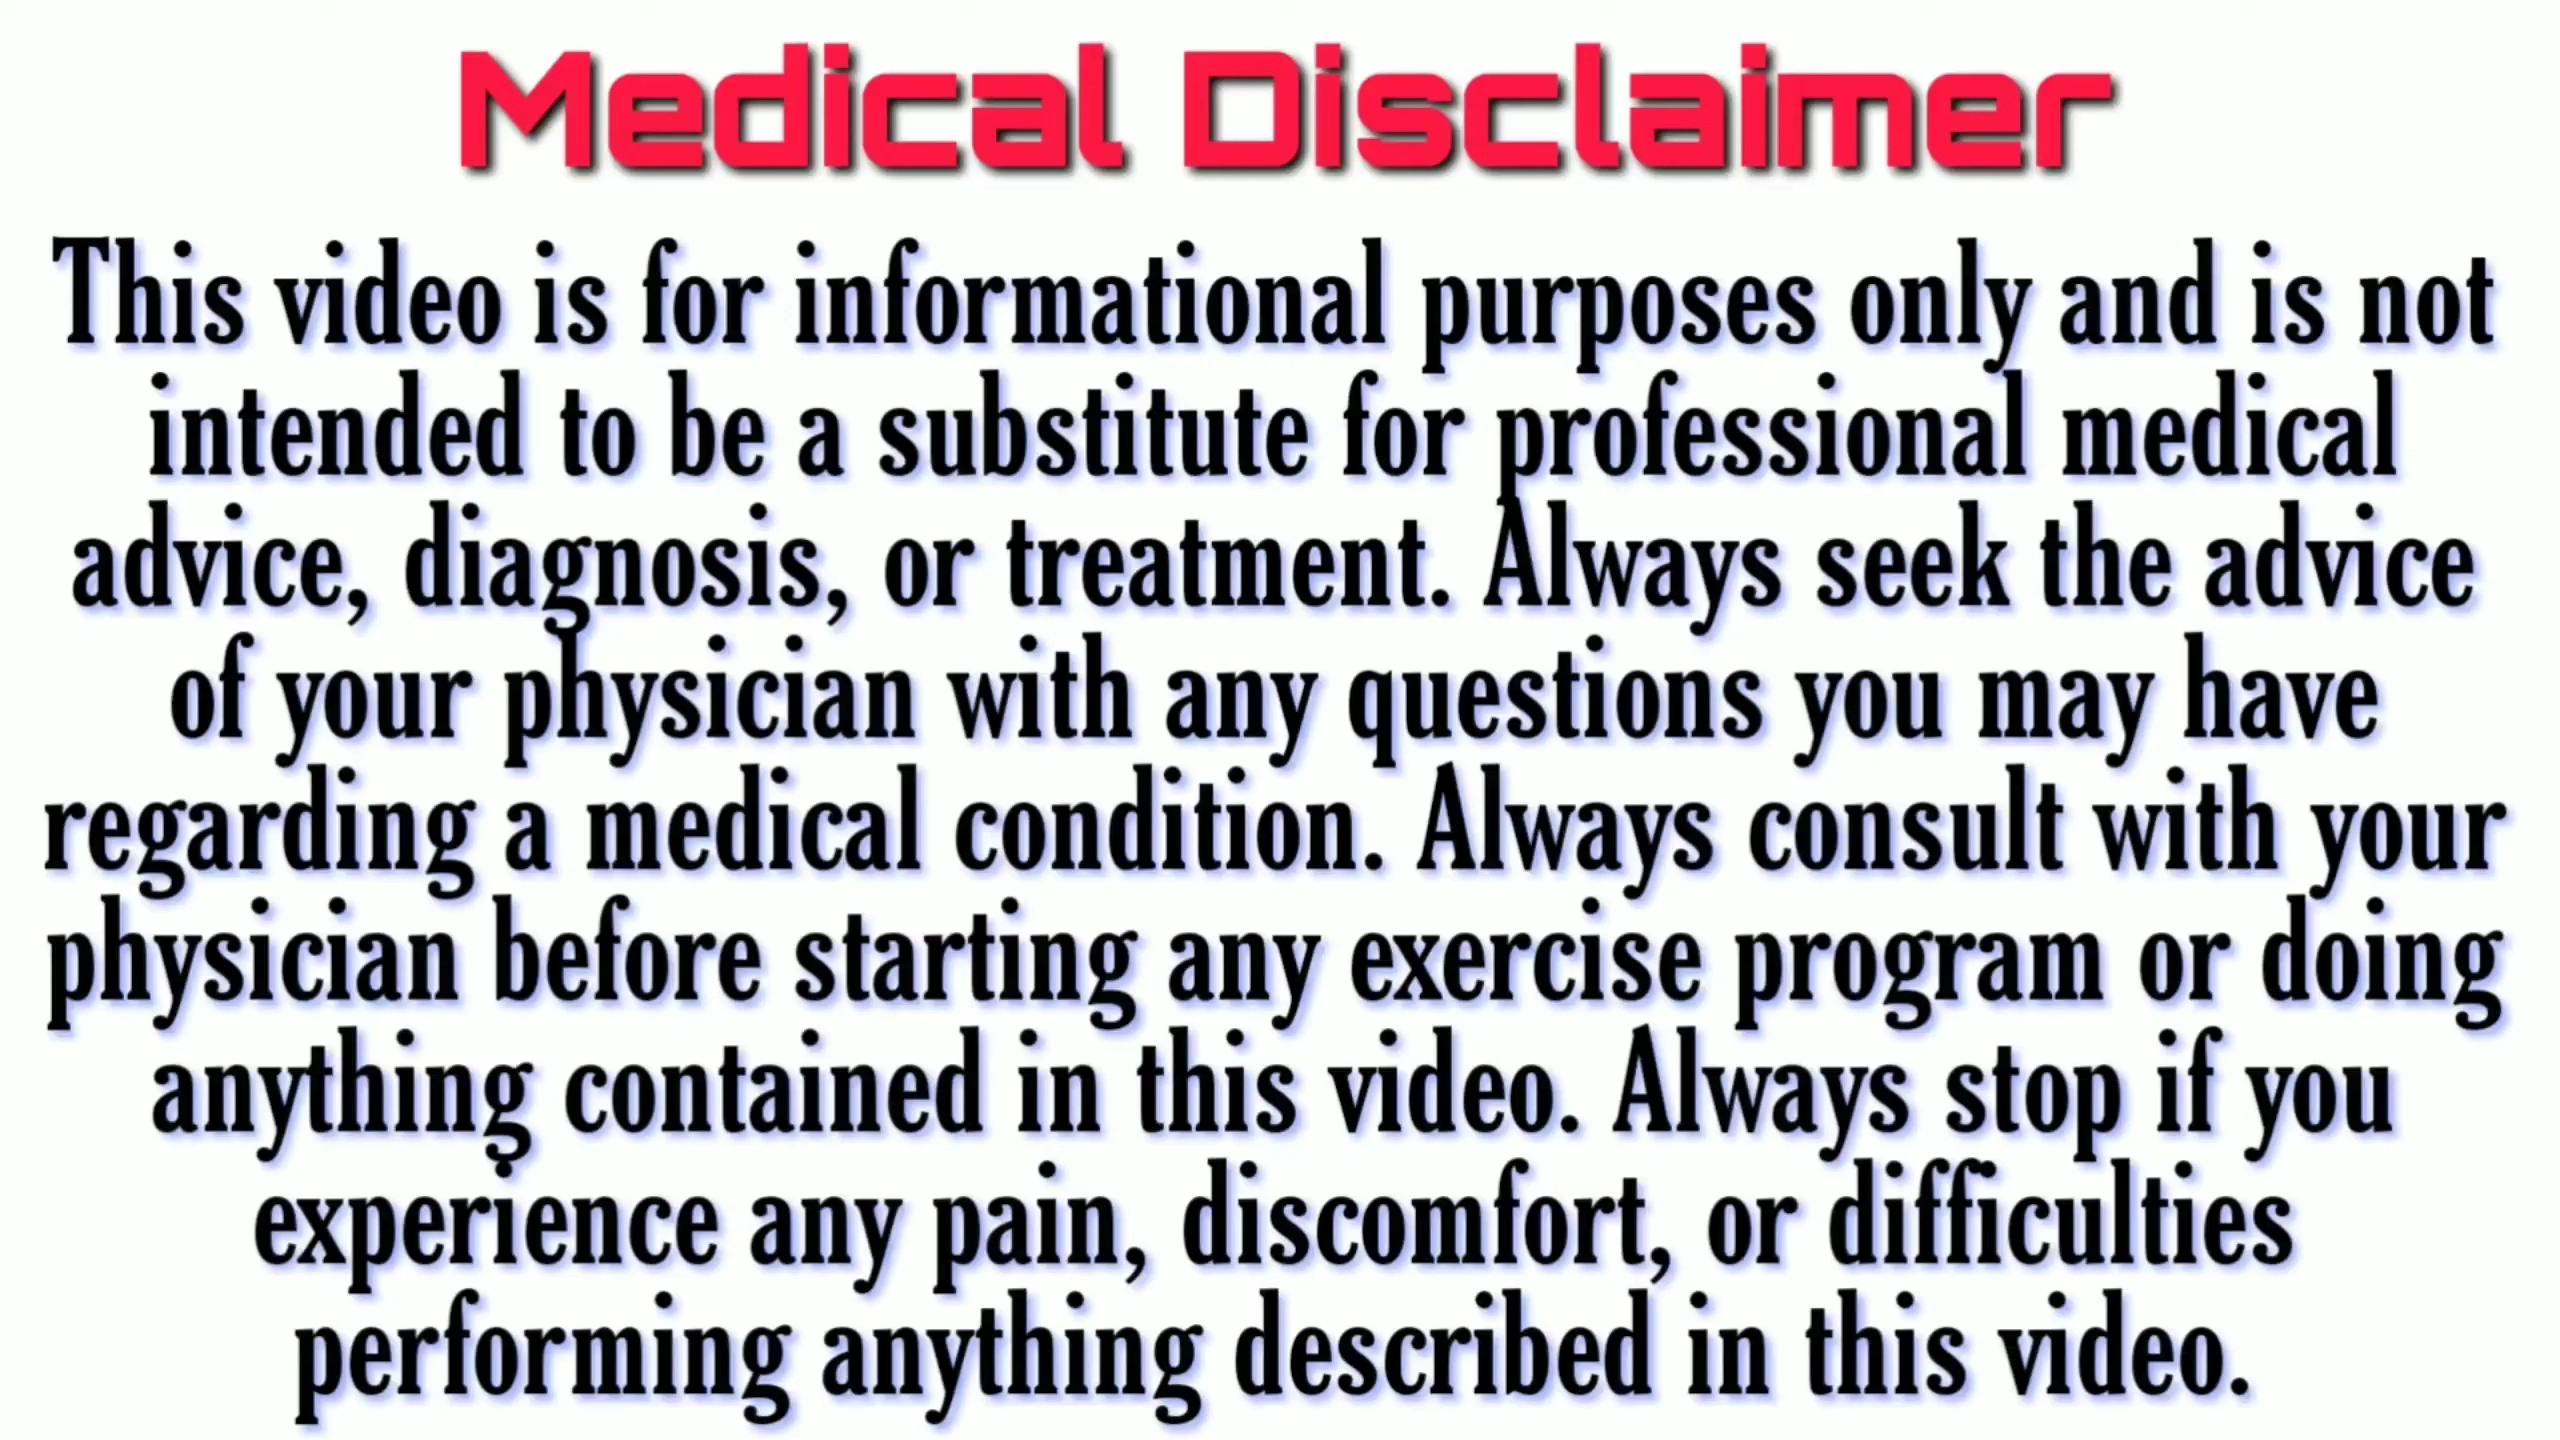 Medical Disclaimer
This video is for informational purposes only and is not
intended to be a substitute for professional medical
advice, diagnosis, or treatment. Always seek the advice
of your physician with any questions you may have
regarding a medical condition. Always consult with your
physician before starting any exercise program or doing
anything contained in this video. Always stop if you
experience any pain, discomfort, or difficulties
performing anything described in this video.